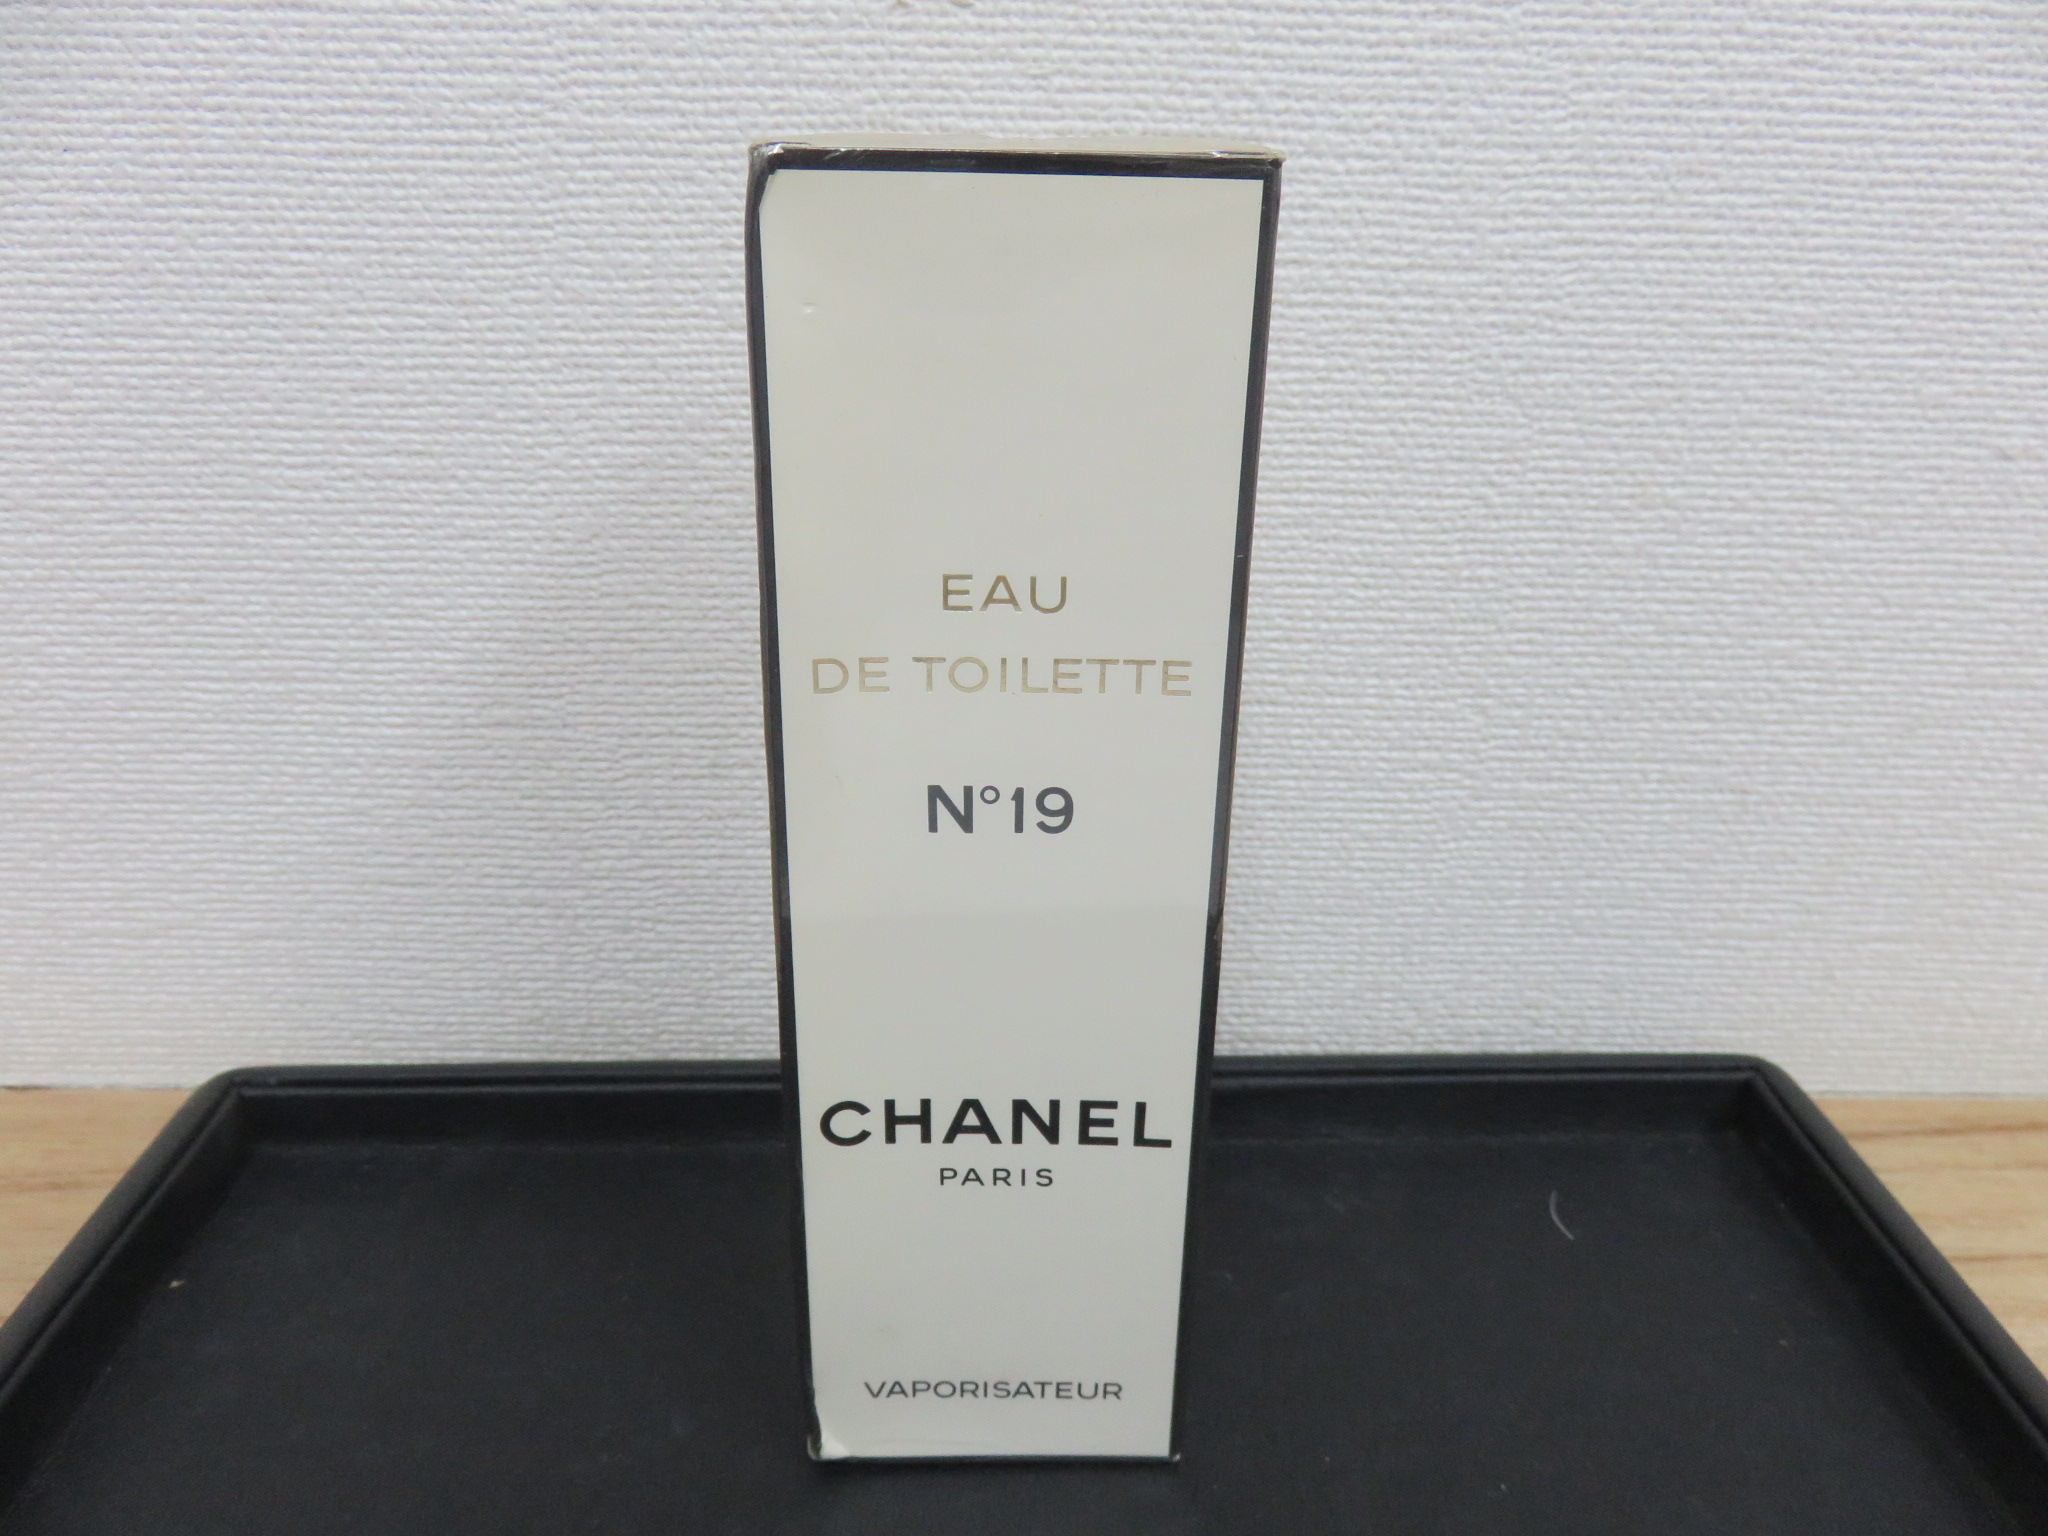 EAU
DE TOILETTE
N°19
CHANEL
PARIS
VAPORISATEUR